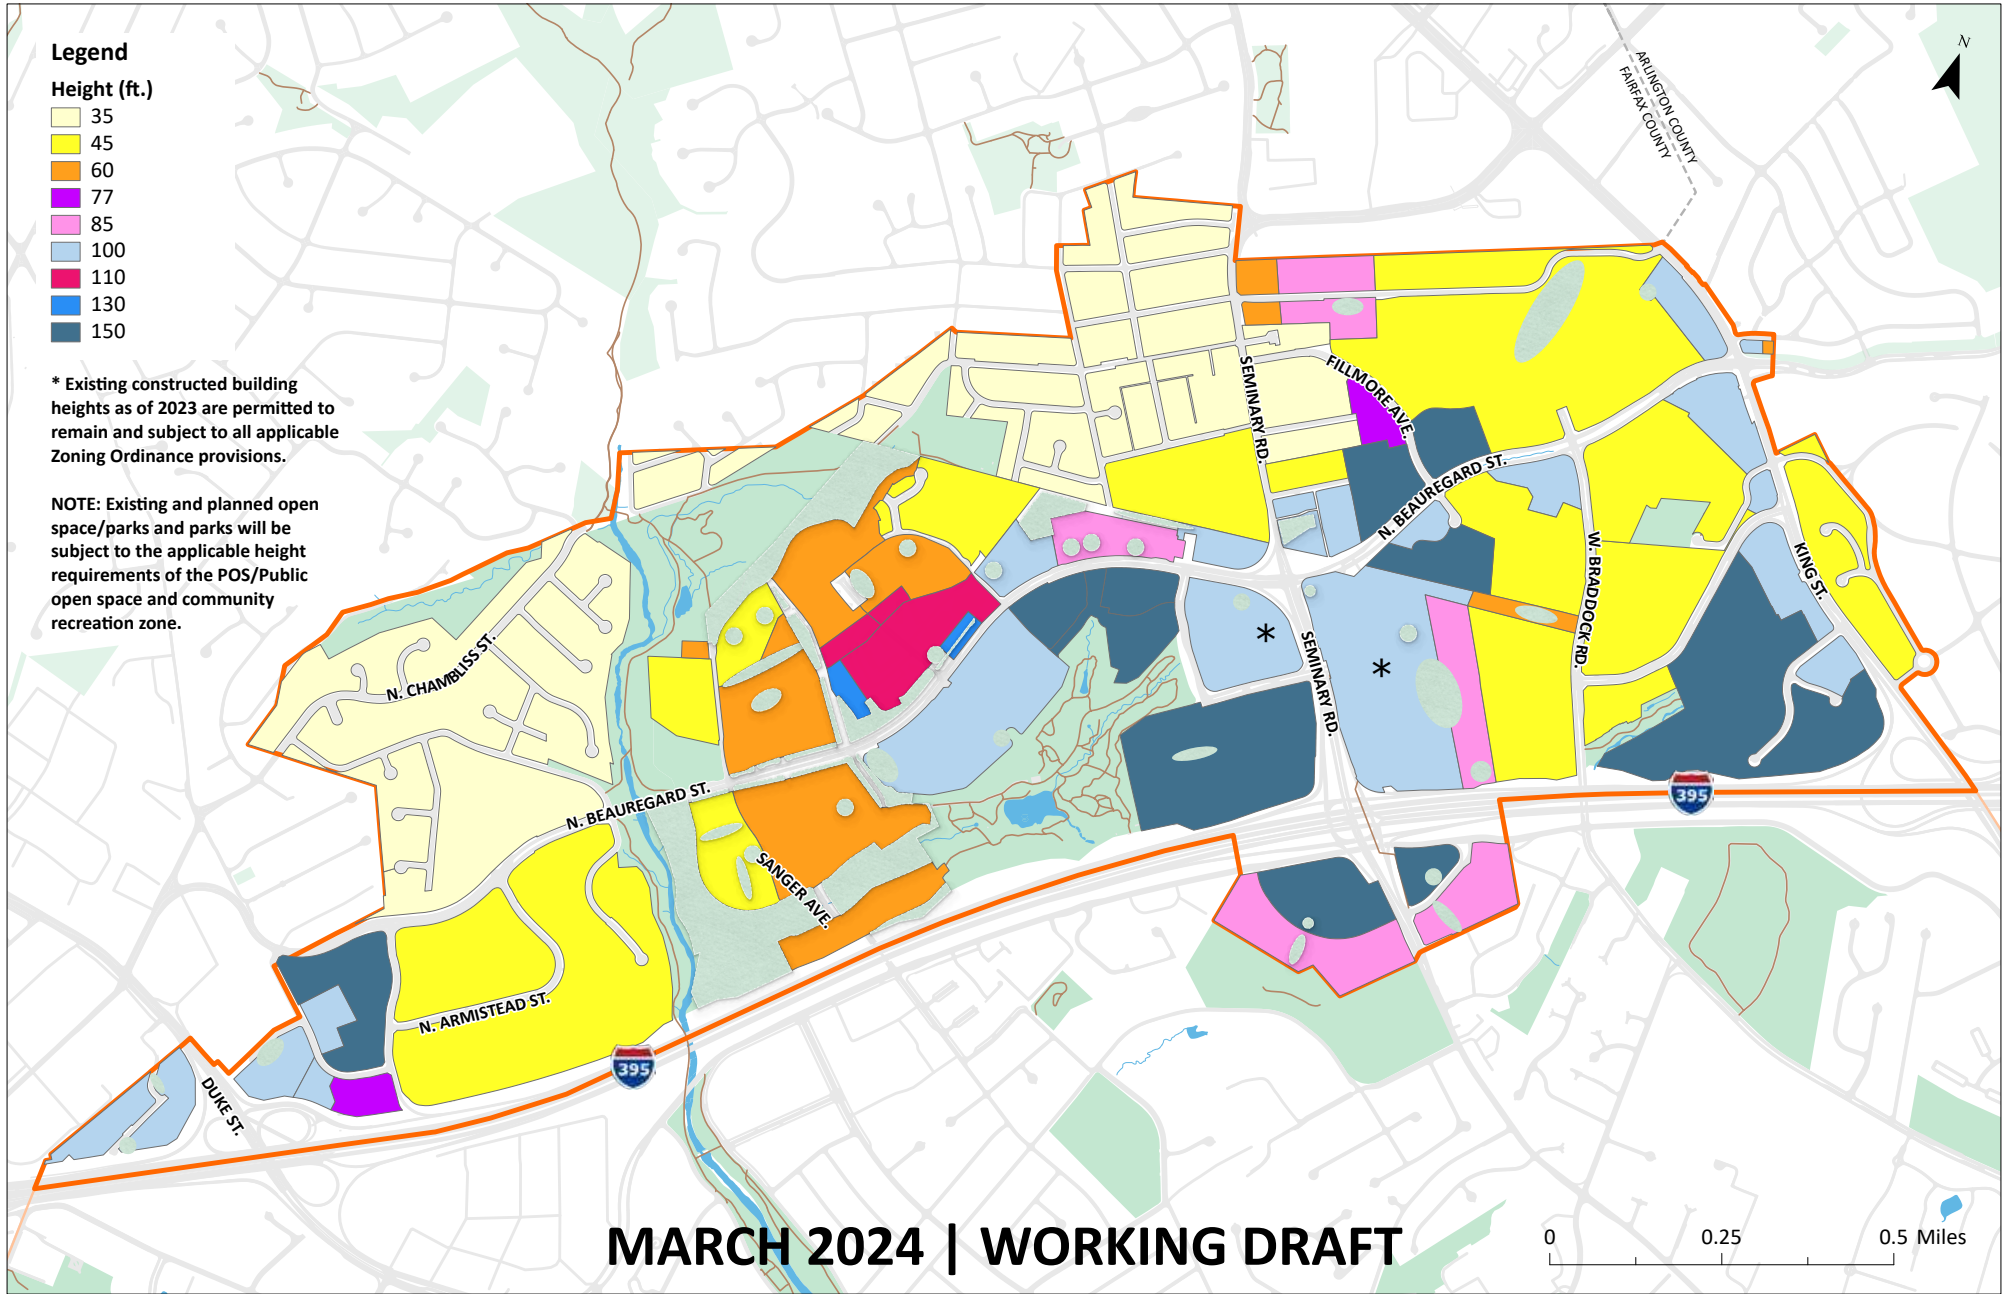 Legend
Height (ft.)
35
45
60
77
85
100
110
130
150
* Existing constructed building
heights as of 2023 are permitted to
remain and subject to all applicable
Zoning Ordinance provisions.
NOTE: Existing and planned open
space/parks and parks will be
subject to the applicable height
requirements of the POS/Public
open space and community
recreation zone.
N
ARLINGTON COUNTY
FAIRFAX COUNTY
SEMINARY RD.
FILLMORE AVE.
N. BEAUREGARD ST.
W. BRADDOCK RD.
KING ST.
*
*
SEMINARY RD.
N. CHAMBLISS ST.
N. BEAUREGARD ST.
SANGER AVE.
N. ARMISTEAD ST.
DUKE ST.
395
395
MARCH 2024 | WORKING DRAFT
0 0.25 0.5 Miles